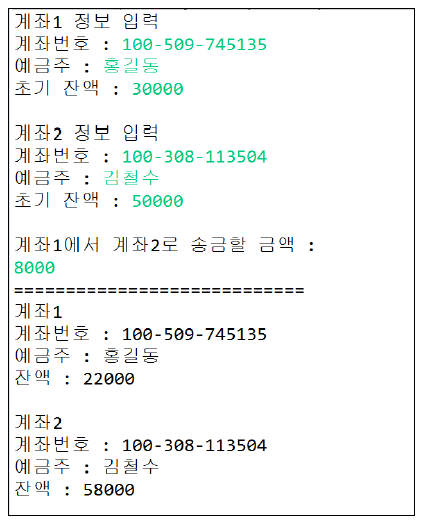 계좌1 정보 입력
계좌번호 : 100-509-745135
예금주 : 홍길동
초기 잔액 : 30000
계좌2 정보 입력
계좌번호 : 100-308-113504
예금주 : 김철수
초기 잔액 : 50000
계좌1에서 계좌2로 송금할 금액 :
8000
============================
계좌1
계좌번호 : 100-509-745135
예금주 : 홍길동
잔액 : 22000
계좌2
계좌번호 : 100-308-113504
예금주 : 김철수
잔액 : 58000